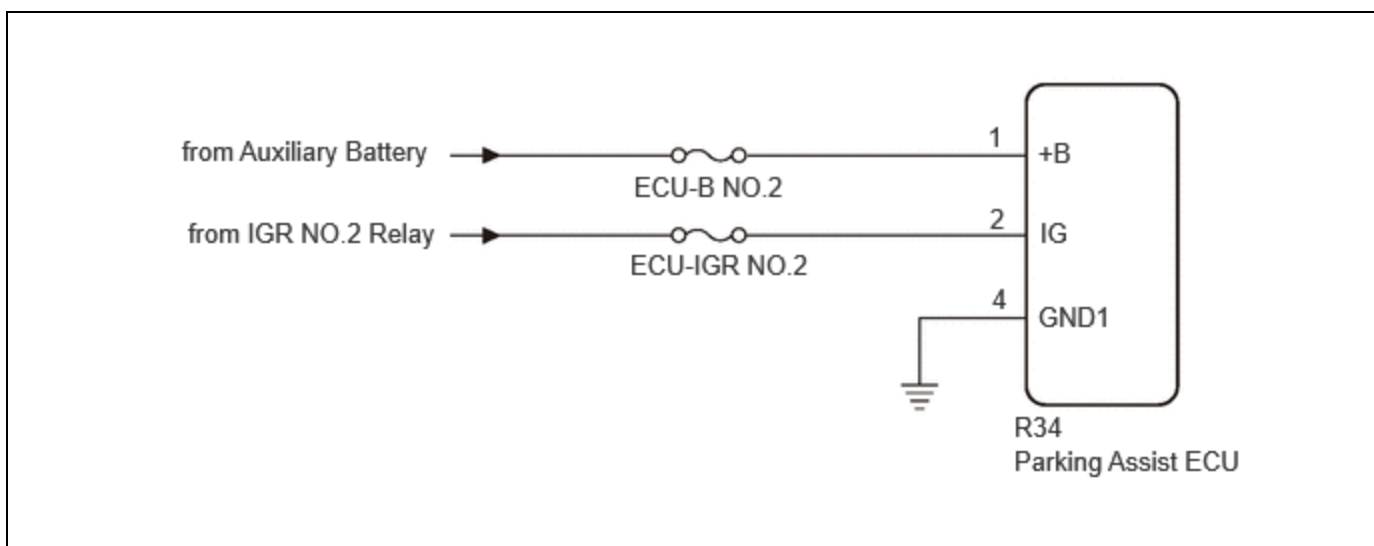 from Auxiliary Battery
ECU-B NO.2
1
+B
from IGR NO.2 Relay
ECU-IGR NO.2
2
IG
4
GND1
R34
Parking Assist ECU